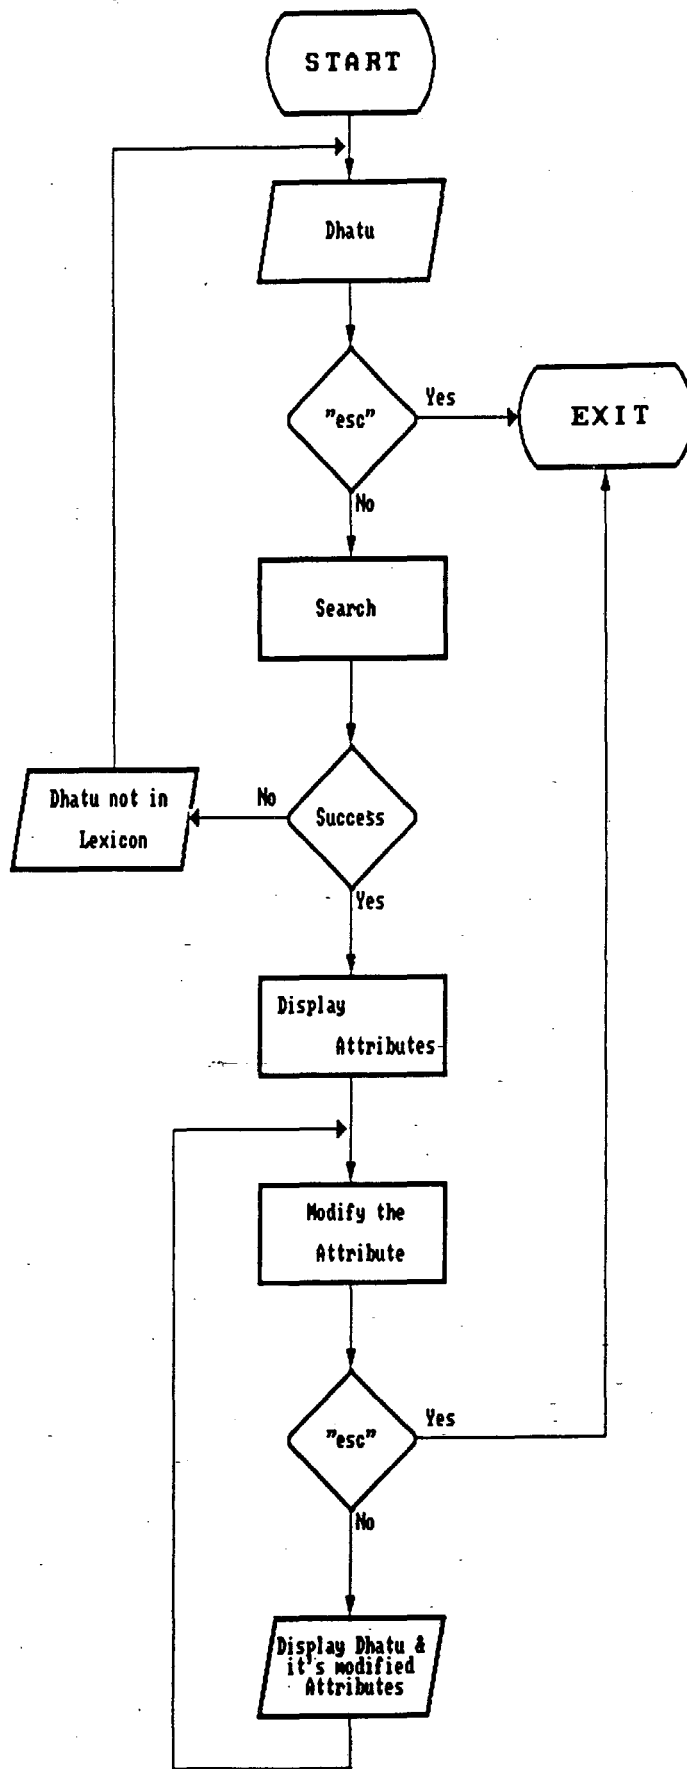 START
Dhatu
"esc"
Yes
EXIT
No
Search
Dhatu not in
Lexicon
No
Success
Yes
Display
Attributes
Modify the
Attribute
"esc"
Yes
No
Display Dhatu &
it's modified
Attributes